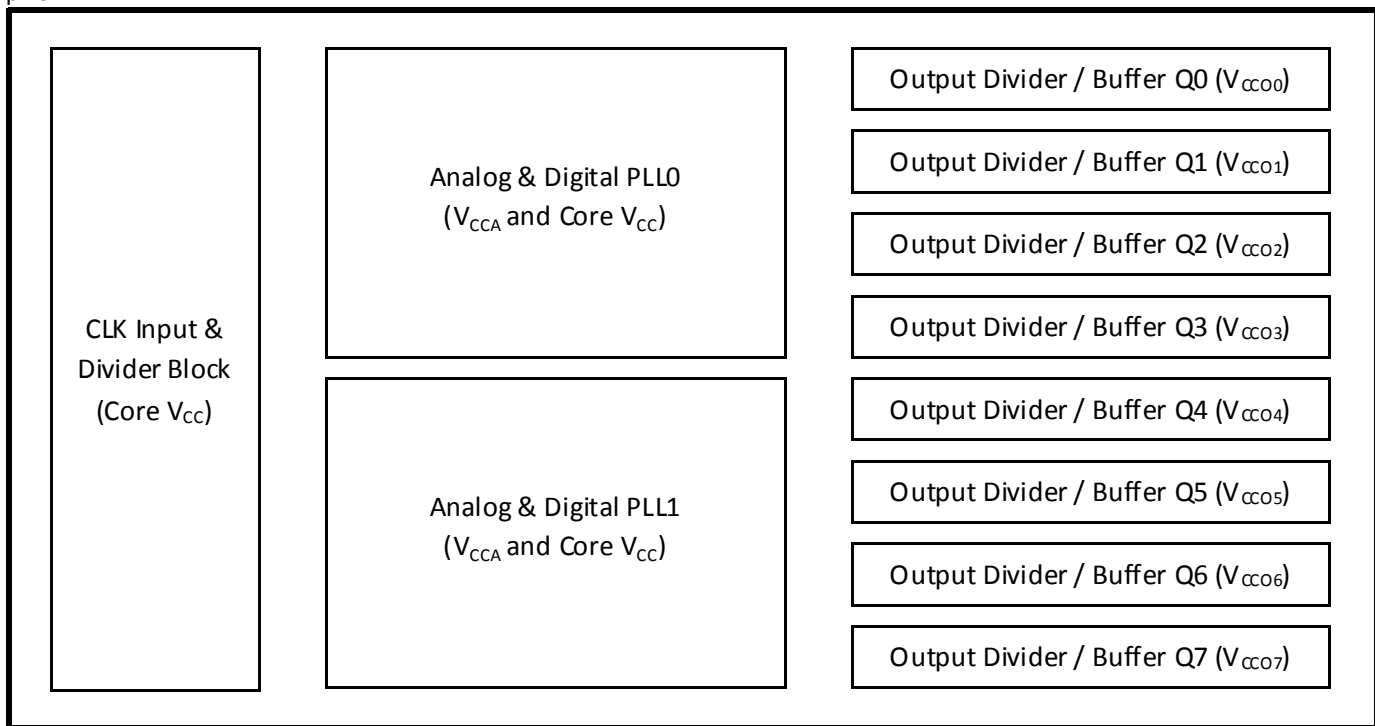 CLK Input &
Divider Block
(Core V_CC)
Analog & Digital PLL0
(V_CCA and Core V_CC)
Analog & Digital PLL1
(V_CCA and Core V_CC)
Output Divider / Buffer Q0 (V_CCO0)
Output Divider / Buffer Q1 (V_CCO1)
Output Divider / Buffer Q2 (V_CCO2)
Output Divider / Buffer Q3 (V_CCO3)
Output Divider / Buffer Q4 (V_CCO4)
Output Divider / Buffer Q5 (V_CCO5)
Output Divider / Buffer Q6 (V_CCO6)
Output Divider / Buffer Q7 (V_CCO7)